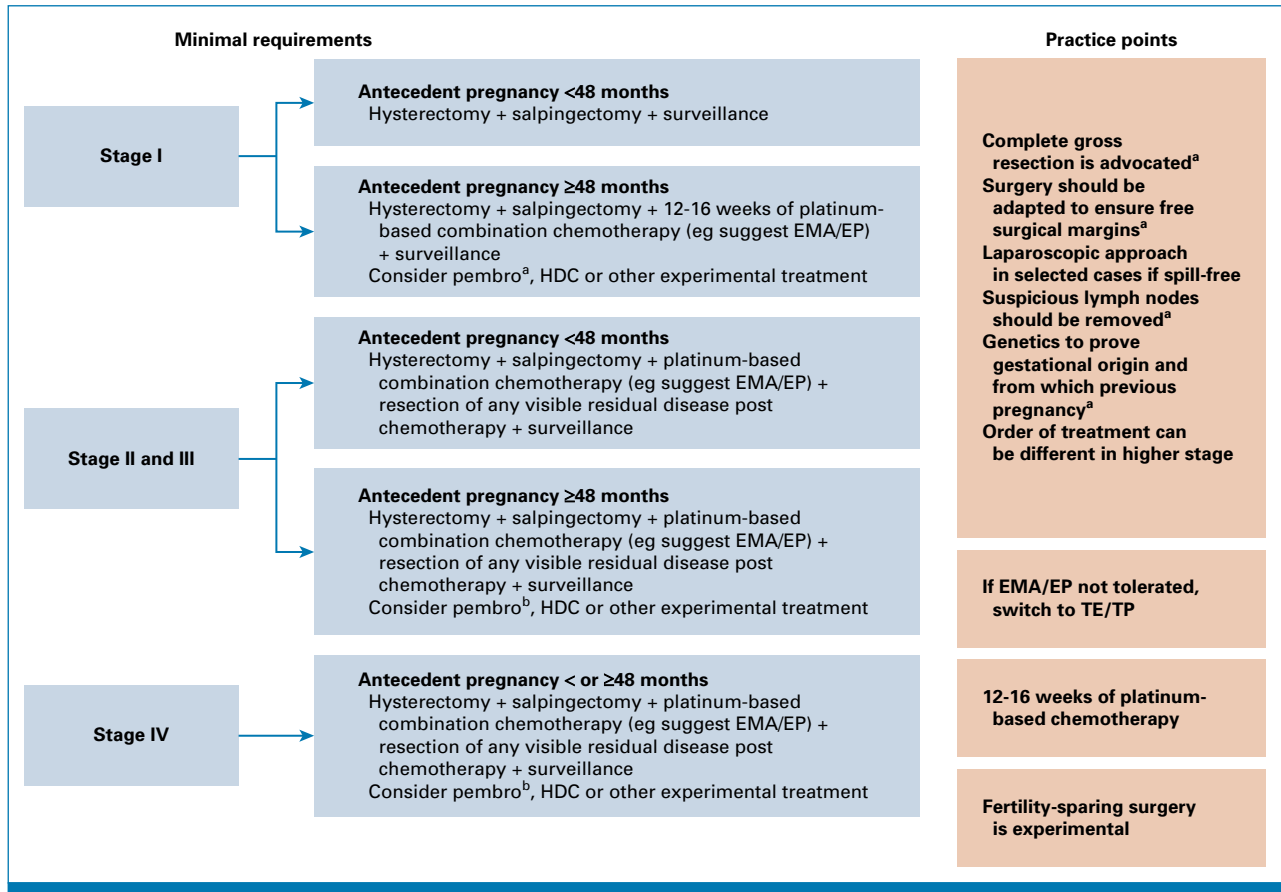 Minimal requirements
Stage I
Antecedent pregnancy <48 months
Hysterectomy + salpingectomy + surveillance
Antecedent pregnancy ≥48 months
Hysterectomy + salpingectomy + 12-16 weeks of platinum-
based combination chemotherapy (eg suggest EMA/EP)
+ surveillance
Consider pembroᵃ, HDC or other experimental treatment
Stage II and III
Antecedent pregnancy <48 months
Hysterectomy + salpingectomy + platinum-based
combination chemotherapy (eg suggest EMA/EP) +
resection of any visible residual disease post
chemotherapy + surveillance
Antecedent pregnancy ≥48 months
Hysterectomy + salpingectomy + platinum-based
combination chemotherapy (eg suggest EMA/EP) +
resection of any visible residual disease post
chemotherapy + surveillance
Consider pembroᵇ, HDC or other experimental treatment
Stage IV
Antecedent pregnancy < or ≥48 months
Hysterectomy + salpingectomy + platinum-based
combination chemotherapy (eg suggest EMA/EP) +
resection of any visible residual disease post
chemotherapy + surveillance
Consider pembroᵇ, HDC or other experimental treatment
Practice points
Complete gross
resection is advocatedᵃ
Surgery should be
adapted to ensure free
surgical marginsᵃ
Laparoscopic approach
in selected cases if spill-free
Suspicious lymph nodes
should be removedᵃ
Genetics to prove
gestational origin and
from which previous
pregnancyᵃ
Order of treatment can
be different in higher stage
If EMA/EP not tolerated,
switch to TE/TP
12-16 weeks of platinum-
based chemotherapy
Fertility-sparing surgery
is experimental